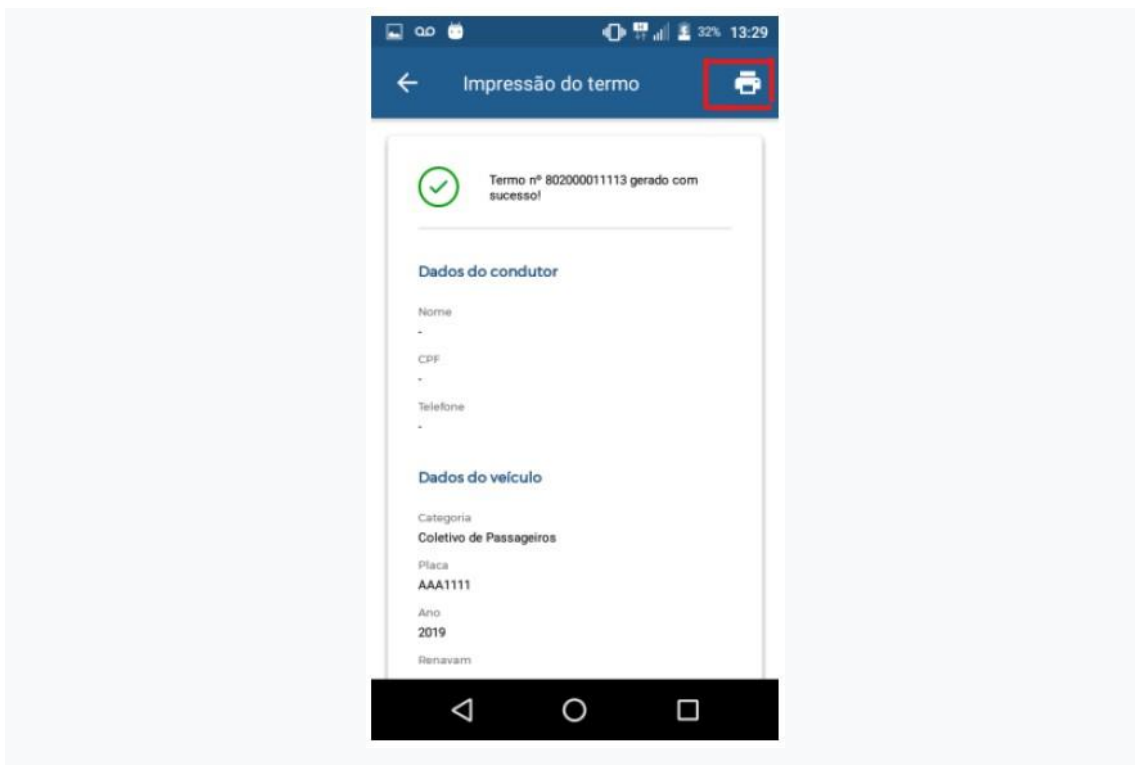 32% 13:29
Impressão do termo
Termo nº 802000011113 gerado com
sucesso!
Dados do condutor
Nome
-
CPF
-
Telefone
-
Dados do veículo
Categoria
Coletivo de Passageiros
Placa
AAA1111
Ano
2019
Renavam